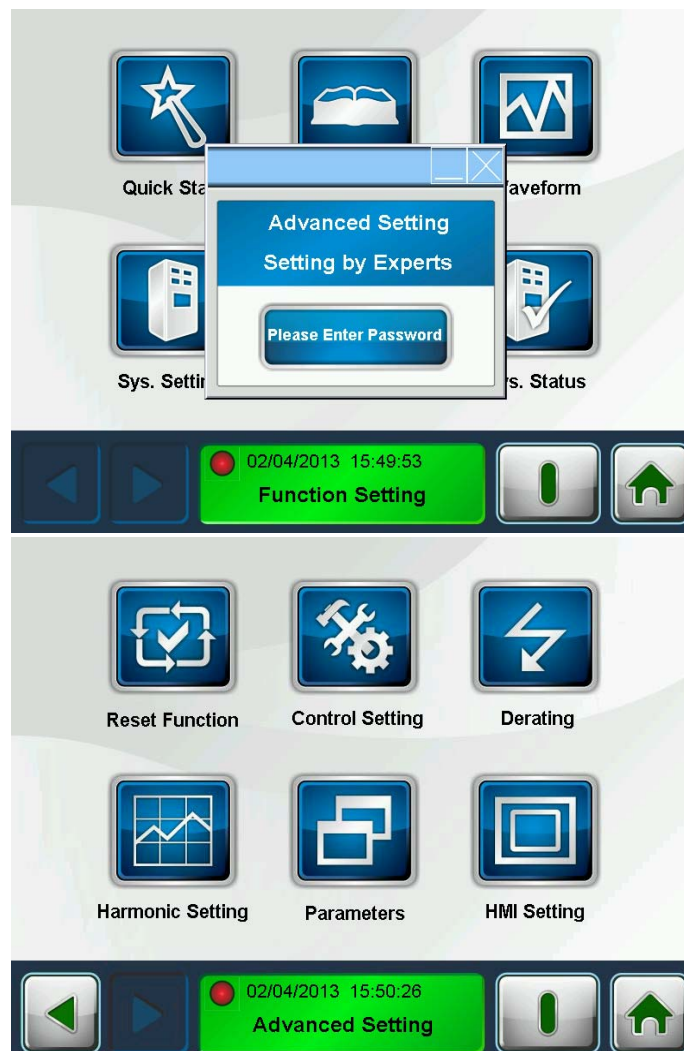 Quick Sta
aveform
Advanced Setting
Setting by Experts
Please Enter Password
Sys. Settin
s. Status
02/04/2013 15:49:53
Function Setting
Reset Function
Control Setting
Derating
Harmonic Setting
Parameters
HMI Setting
02/04/2013 15:50:26
Advanced Setting